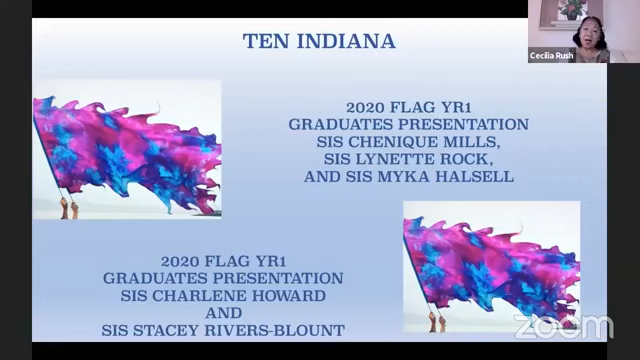 TEN INDIANA
Cecilia Rush
2020 FLAG YR1
GRADUATES PRESENTATION
SIS CHENIQUE MILLS,
SIS LYNETTE ROCK,
AND SIS MYKA HALSELL
2020 FLAG YR1
GRADUATES PRESENTATION
SIS CHARLENE HOWARD
AND
SIS STACEY RIVERS-BLOUNT
zoom